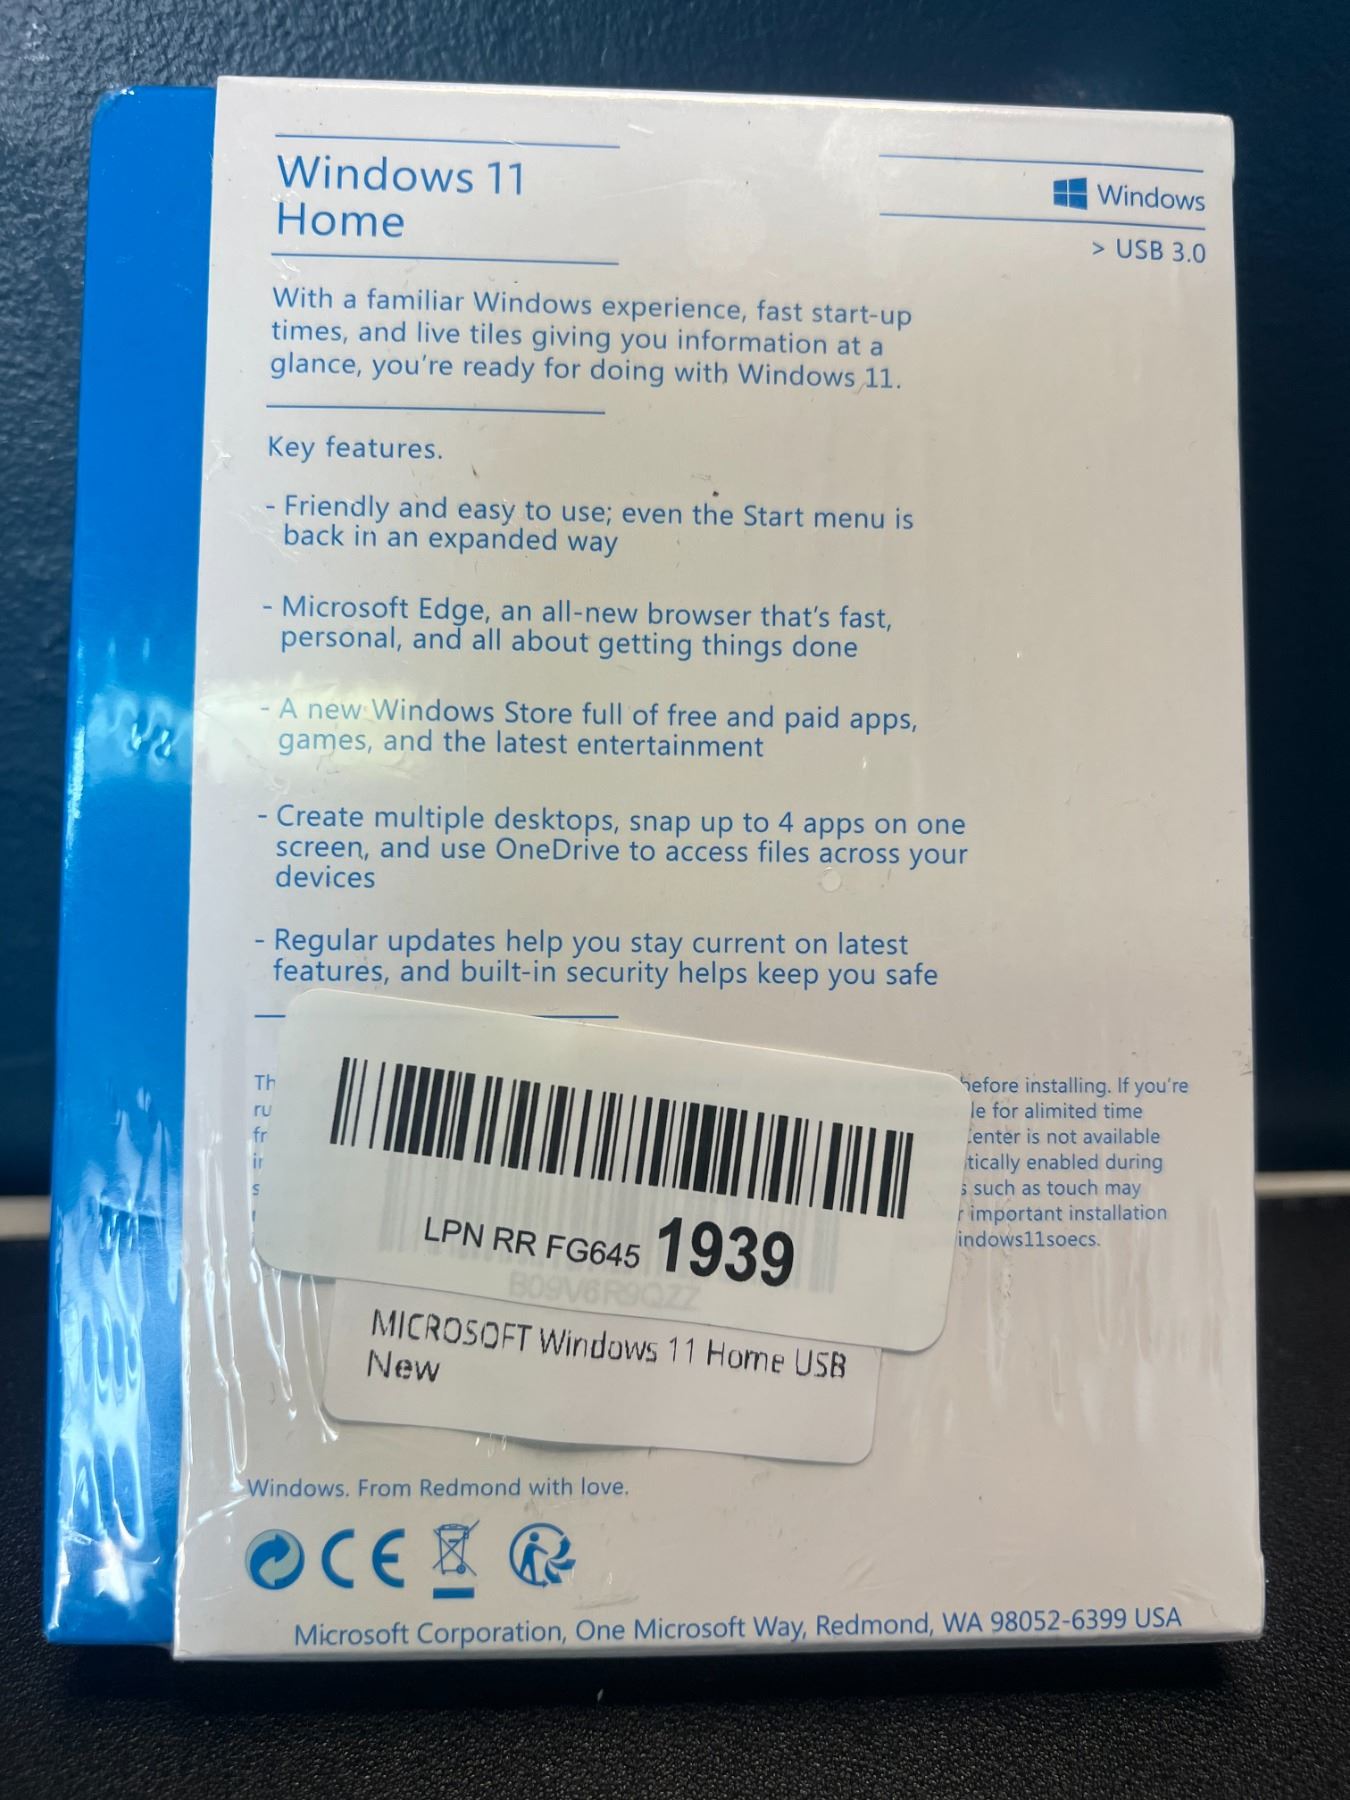 Windows 11
Home
Windows
> USB 3.0
With a familiar Windows experience, fast start-up
times, and live tiles giving you information at a
glance, you're ready for doing with Windows 11.
Key features.
- Friendly and easy to use; even the Start menu is
back in an expanded way
- Microsoft Edge, an all-new browser that's fast,
personal, and all about getting things done
- A new Windows Store full of free and paid apps,
games, and the latest entertainment
- Create multiple desktops, snap up to 4 apps on one
screen, and use OneDrive to access files across your
devices
- Regular updates help you stay current on latest
features, and built-in security helps keep you safe
before installing. If you're
for alimited time
is not available
enabled during
such as touch may
important installation
indows11soecs.
LPN RR FG645 1939
B09V6R9QZZ
MICROSOFT Windows 11 Home USB
New
Windows. From Redmond with love.
CE
Microsoft Corporation, One Microsoft Way, Redmond, WA 98052-6399 USA